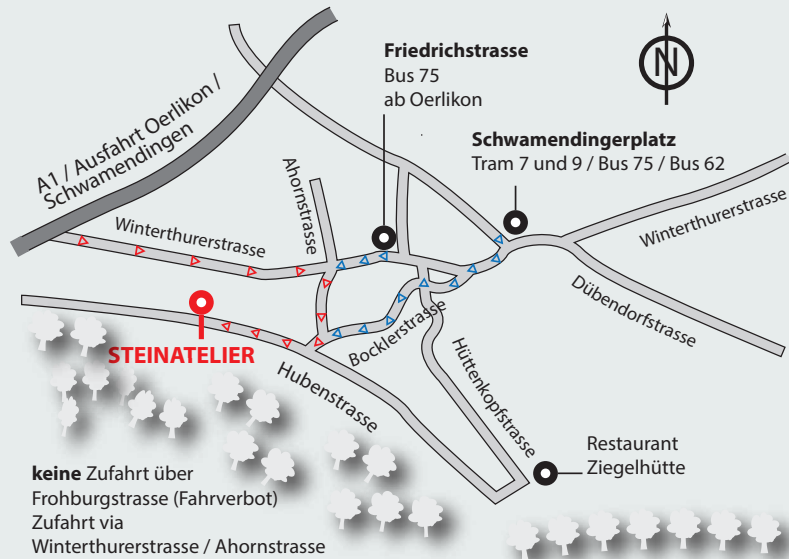 Friedrichstrasse
Bus 75
ab Oerlikon
N
Schwamendingerplatz
Tram 7 und 9 / Bus 75 / Bus 62
A1 / Ausfahrt Oerlikon /
Schwamendingen
Ahornstrasse
Winterthurerstrasse
Winterthurerstrasse
Dübendorfstrasse
STEINATELIER
Bocklerstrasse
Hubenstrasse
Hüttenkopfstrasse
Restaurant
Ziegelhütte
keine Zufahrt über
Frohburgstrasse (Fahrverbot)
Zufahrt via
Winterthurerstrasse / Ahornstrasse